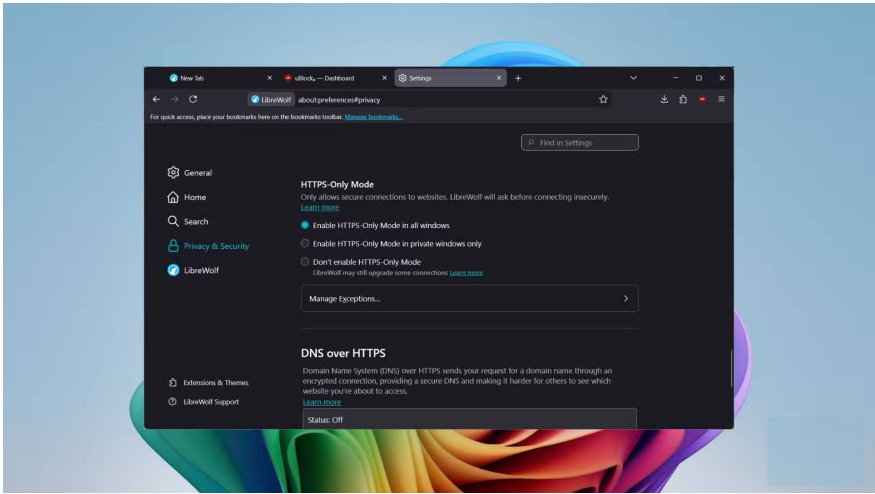 New Tab
uBlock₀ — Dashboard
Settings
LibreWolf
about:preferences#privacy
For quick access, place your bookmarks here on the bookmarks toolbar. Manage bookmarks...
Find in Settings
General
Home
Search
Privacy & Security
LibreWolf
Extensions & Themes
LibreWolf Support
HTTPS-Only Mode
Only allows secure connections to websites. LibreWolf will ask before connecting insecurely.
Learn more
Enable HTTPS-Only Mode in all windows
Enable HTTPS-Only Mode in private windows only
Don't enable HTTPS-Only Mode
LibreWolf may still upgrade some connections Learn more
Manage Exceptions...
DNS over HTTPS
Domain Name System (DNS) over HTTPS sends your request for a domain name through an
encrypted connection, providing a secure DNS and making it harder for others to see which
website you're about to access.
Learn more
Status: Off